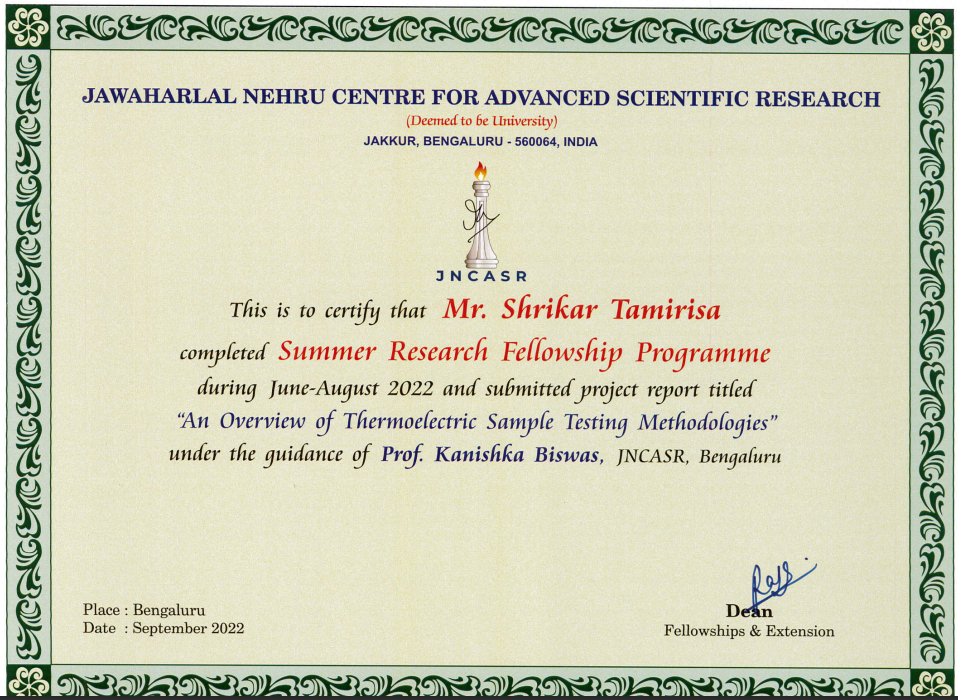 JAWAHARLAL NEHRU CENTRE FOR ADVANCED SCIENTIFIC RESEARCH
(Deemed to be University)
JAKKUR, BENGALURU - 560064, INDIA
JNCASR
This is to certify that Mr. Shrikar Tamirisa
completed Summer Research Fellowship Programme
during June-August 2022 and submitted project report titled
“An Overview of Thermoelectric Sample Testing Methodologies”
under the guidance of Prof. Kanishka Biswas, JNCASR, Bengaluru
Place : Bengaluru
Date : September 2022
Dean
Fellowships & Extension